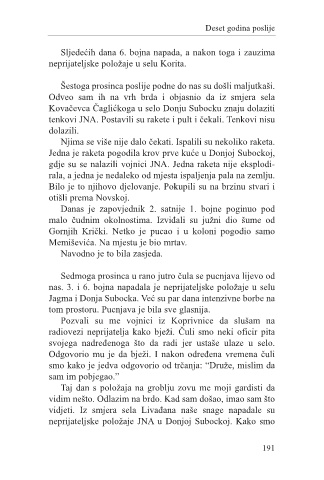 Deset godina poslije
Sljedećih dana 6. bojna napada, a nakon toga i zauzima
neprijateljske položaje u selu Korita.
Šestoga prosinca poslije podne do nas su došli maljutkaši.
Odveo sam ih na vrh brda i objasnio da iz smjera sela
Kovačevca Čaglićkoga u selo Donju Subocku znaju dolaziti
tenkovi JNA. Postavili su rakete i pult i čekali. Tenkovi nisu
dolazili.
Njima se više nije dalo čekati. Ispalili su nekoliko raketa.
Jedna je raketa pogodila krov prve kuće u Donjoj Subockoj,
gdje su se nalazili vojnici JNA. Jedna raketa nije eksplodi-
rala, a jedna je nedaleko od mjesta ispaljenja pala na zemlju.
Bilo je to njihovo djelovanje. Pokupili su na brzinu stvari i
otišli prema Novskoj.
Danas je zapovjednik 2. satnije 1. bojne poginuo pod
malo čudnim okolnostima. Izviđali su južni dio šume od
Gornjih Krički. Netko je pucao i u koloni pogodio samo
Memiševića. Na mjestu je bio mrtav.
Navodno je to bila zasjeda.
Sedmoga prosinca u rano jutro čula se pucnjava lijevo od
nas. 3. i 6. bojna napadala je neprijateljske položaje u selu
Jagma i Donja Subocka. Već su par dana intenzivne borbe na
tom prostoru. Pucnjava je bila sve glasnija.
Pozvali su me vojnici iz Koprivnice da slušam na
radiovezi neprijatelja kako bježi. Čuli smo neki oficir pita
svojega nadređenoga što da radi jer ustaše ulaze u selo.
Odgovorio mu je da bježi. I nakon određena vremena čuli
smo kako je jedva odgovorio od trčanja: “Druže, mislim da
sam im pobjegao.”
Taj dan s položaja na groblju zovu me moji gardisti da
vidim nešto. Odlazim na brdo. Kad sam došao, imao sam što
vidjeti. Iz smjera sela Livađana naše snage napadale su
neprijateljske položaje JNA u Donjoj Subockoj. Kako smo
191